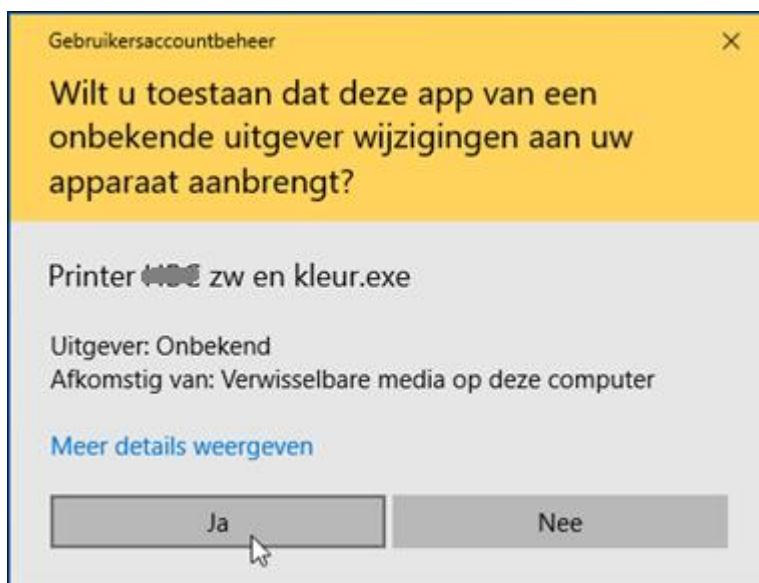 Gebruikersaccountbeheer
Wilt u toestaan dat deze app van een
onbekende uitgever wijzigingen aan uw
apparaat aanbrengt?
Printer zw en kleur.exe
Uitgever: Onbekend
Afkomstig van: Verwisselbare media op deze computer
Meer details weergeven
Ja
Nee